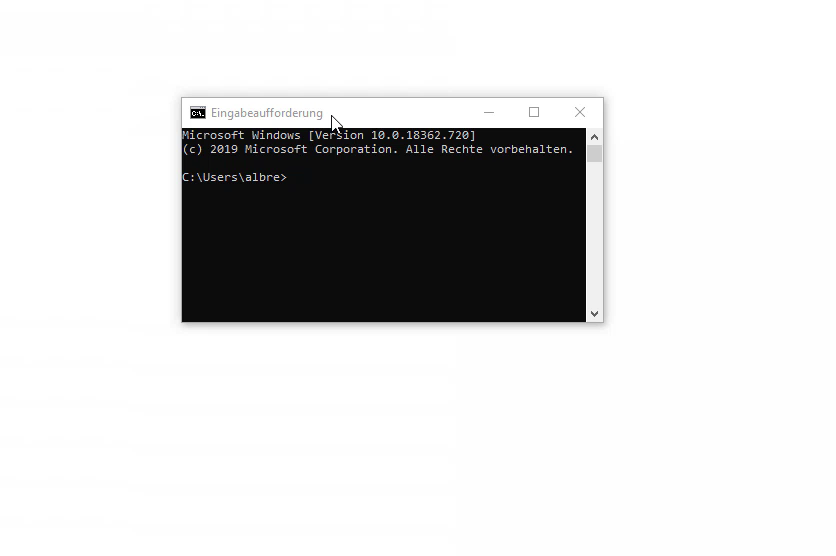 Eingabeaufforderung
Microsoft Windows [Version 10.0.18362.720]
(c) 2019 Microsoft Corporation. Alle Rechte vorbehalten.
C:\Users\albre>